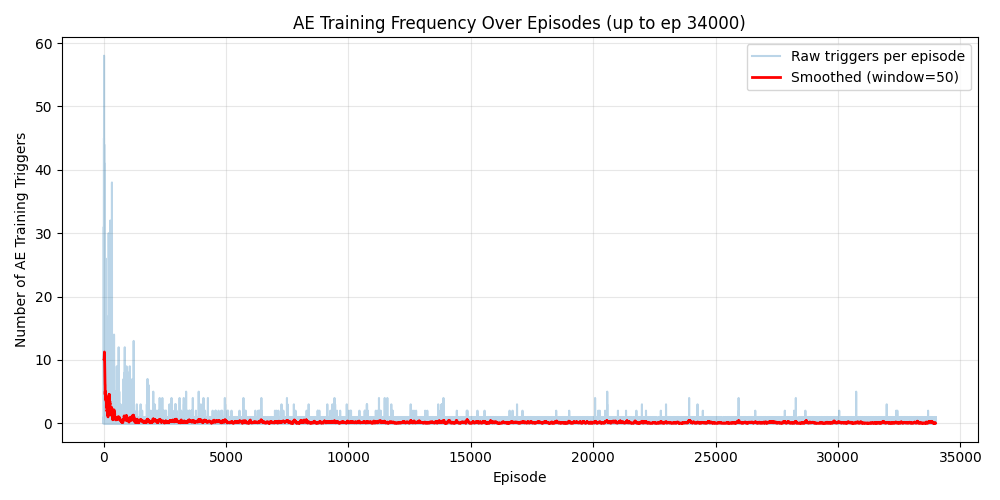 AE Training Frequency Over Episodes (up to ep 34000)
Raw triggers per episode
Smoothed (window=50)
Number of AE Training Triggers
60
50
40
30
20
10
0
0 5000 10000 15000 20000 25000 30000 35000
Episode